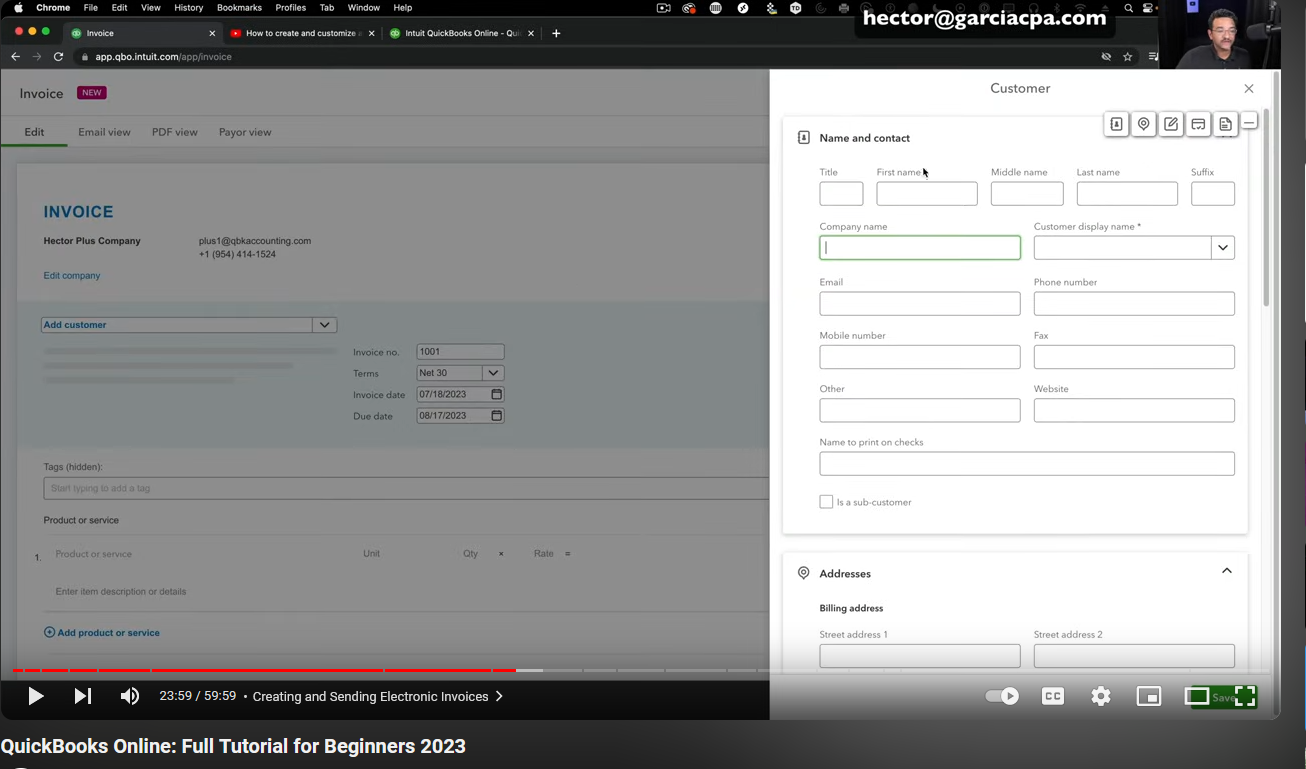 Chrome File Edit View History Bookmarks Profiles Tab Window Help
hector@garciacpa.com
Invoice
How to create and customize a
Intuit QuickBooks Online - Qui
app.qbo.intuit.com/app/invoice
Invoice NEW
Edit Email view PDF view Payor view
INVOICE
Hector Plus Company plus1@qbkaccounting.com
+1 (954) 414-1524
Edit company
Add customer
Invoice no. 1001
Terms Net 30
Invoice date 07/18/2023
Due date 08/17/2023
Tags (hidden):
Start typing to add a tag
Product or service
1. Product or service Unit Qty × Rate =
Enter item description or details
Add product or service
Customer
Name and contact
Title First name Middle name Last name Suffix
Company name Customer display name *
Email Phone number
Mobile number Fax
Other Website
Name to print on checks
Is a sub-customer
Addresses
Billing address
Street address 1 Street address 2
23:59 / 59:59 • Creating and Sending Electronic Invoices
CC
Save
QuickBooks Online: Full Tutorial for Beginners 2023